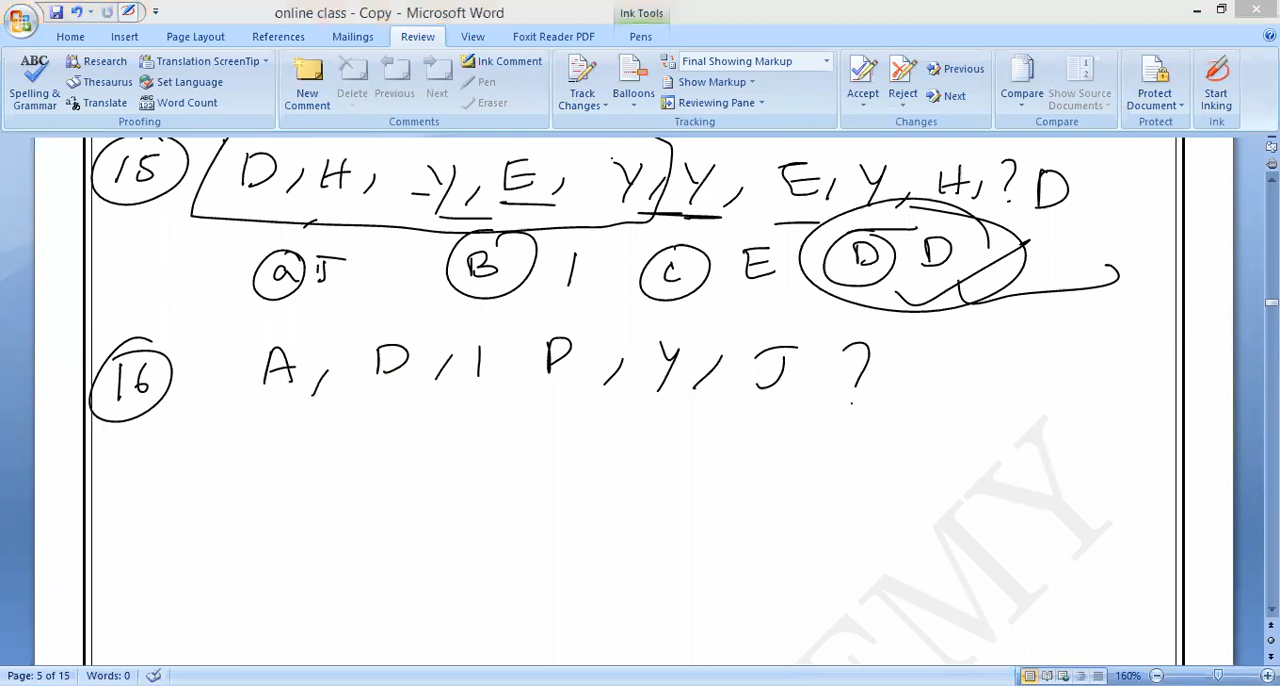 online class - Copy - Microsoft Word
Ink Tools
Home Insert Page Layout References Mailings Review View Foxit Reader PDF Pens
ABC
Spelling & Grammar
Research
Thesaurus
Translate
Translation ScreenTip
Set Language
Word Count
Proofing
New Comment
Delete
Previous
Next
Ink Comment
Pen
Eraser
Comments
Track Changes
Balloons
Final Showing Markup
Show Markup
Reviewing Pane
Tracking
Accept
Reject
Previous
Next
Changes
Compare
Show Source Documents
Compare
Protect Document
Protect
Start Inking
Ink
15 D, H, -Y, E, Y, Y, E, Y, H, ? D
a J B I C E D D
16 A, D, I P, Y, J ?
EMY
Page: 5 of 15 Words: 0 160%